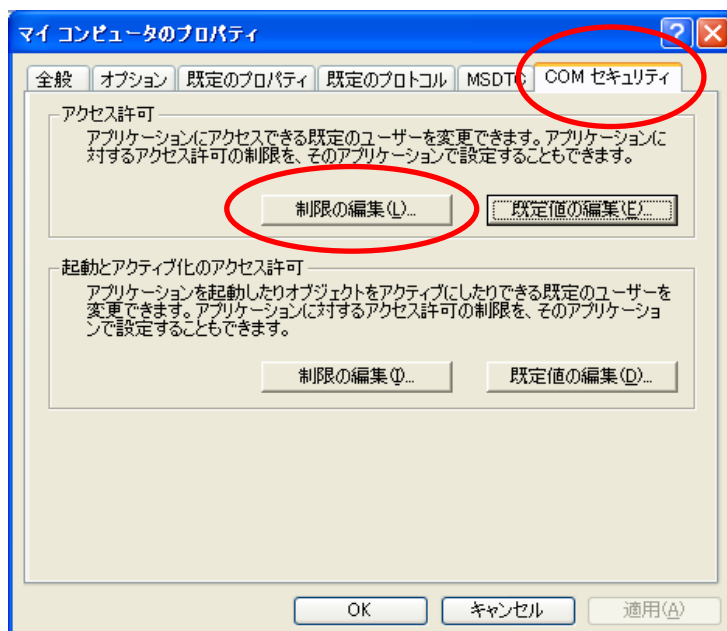 マイ コンピュータのプロパティ
全般 オプション 既定のプロパティ 既定のプロトコル MSDTC COM セキュリティ
アクセス許可
アプリケーションにアクセスできる既定のユーザーを変更できます。アプリケーションに
対するアクセス許可の制限を、そのアプリケーションで設定することもできます。
制限の編集(L)... 既定値の編集(E)...
起動とアクティブ化のアクセス許可
アプリケーションを起動したりオブジェクトをアクティブにしたりできる既定のユーザーを
変更できます。アプリケーションに対するアクセス許可の制限を、そのアプリケーショ
ンで設定することもできます。
制限の編集(I)... 既定値の編集(D)...
OK キャンセル 適用(A)